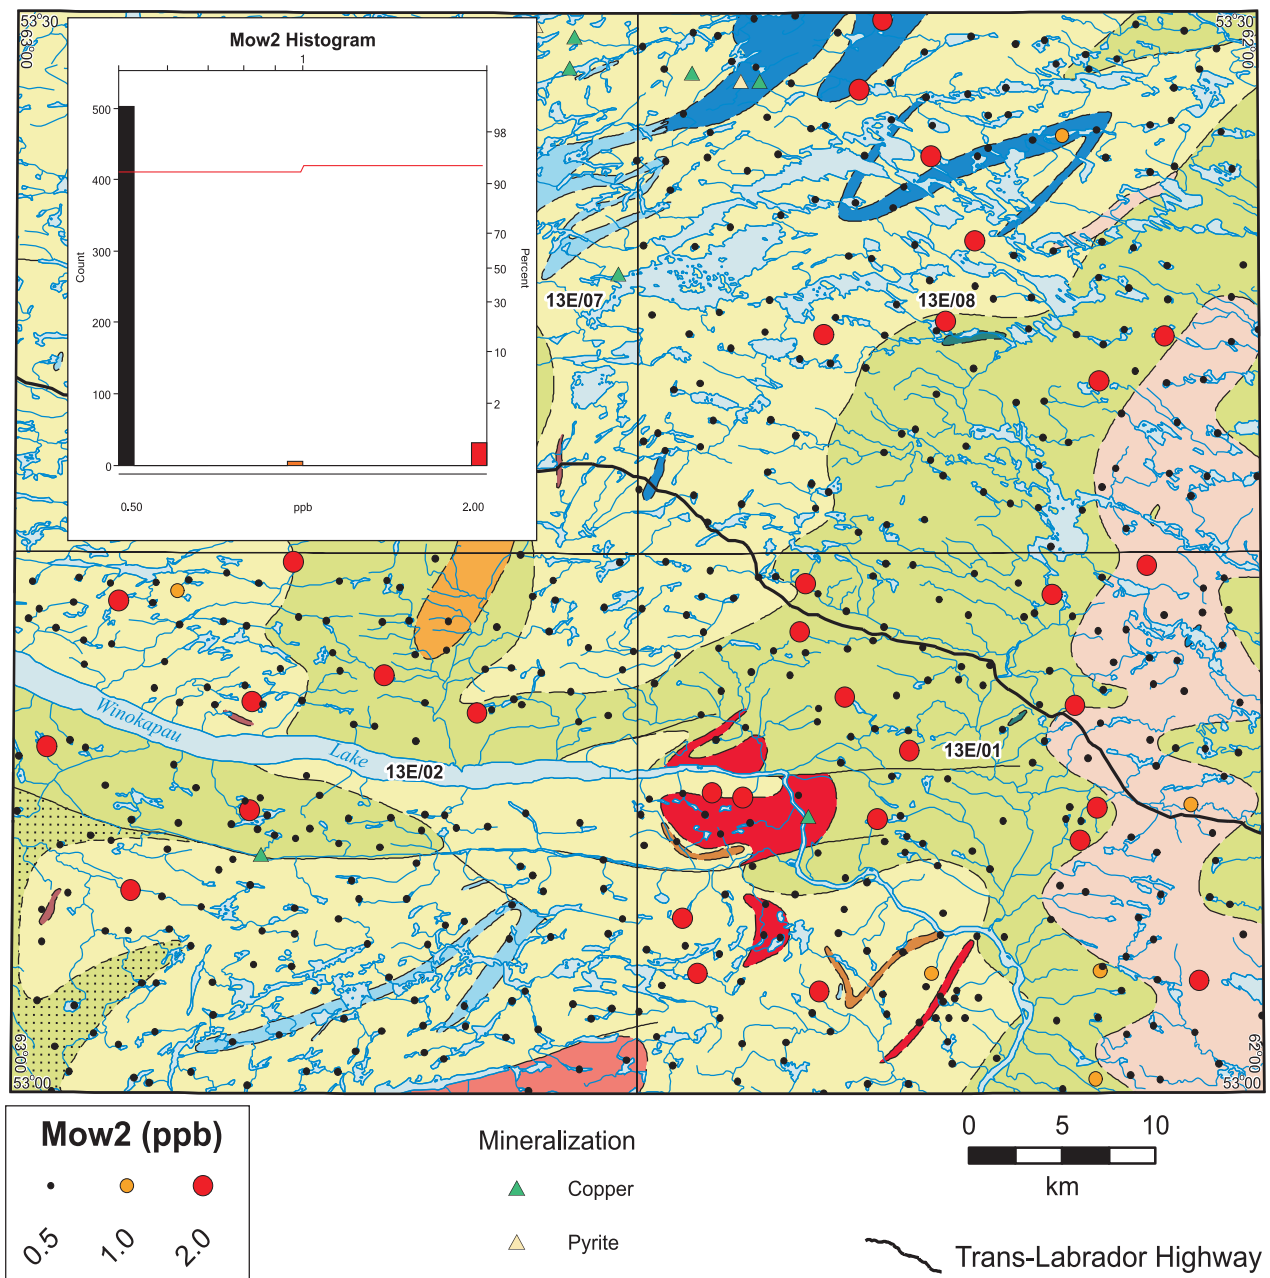 53°30
63°00
53°30
62°00
Mow2 Histogram
1
500
400
300
200
100
0
Count
98
90
70
50
30
10
2
Percent
0.50
ppb
2.00
13E/07
13E/08
Winokapau
Lake
13E/02
13E/01
63°00
53°00
62°00
53°00
Mow2 (ppb)
0.5
1.0
2.0
Mineralization
Copper
Pyrite
0 5 10
km
Trans-Labrador Highway